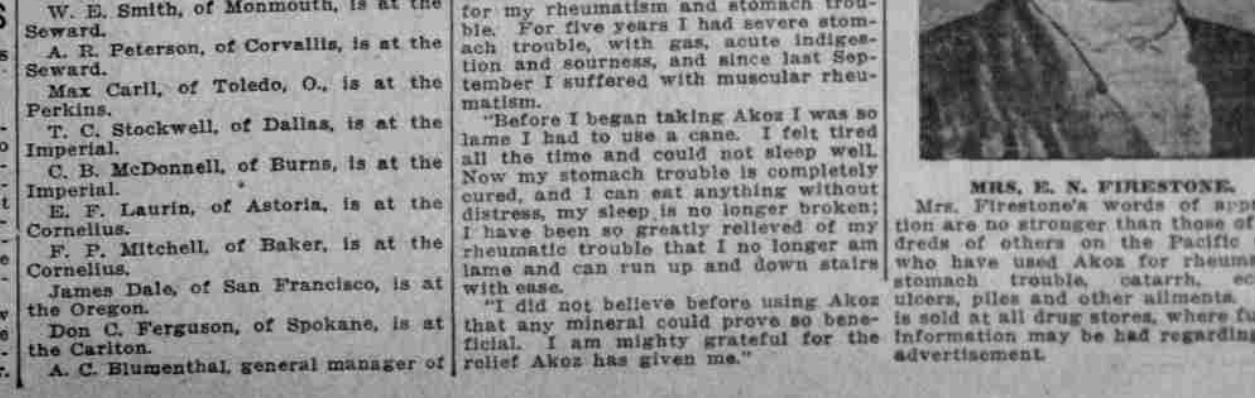 W. E. Smith, of Monmouth, is at the
Seward.
A. R. Peterson, of Corvallis, is at the
Seward.
Max Carll, of Toledo, O., is at the
Perkins.
T. C. Stockwell, of Dallas, is at the
Imperial.
C. B. McDonnell, of Burns, is at the
Imperial.
E. F. Laurin, of Astoria, is at the
Cornelius.
F. P. Mitchell, of Baker, is at the
Cornelius.
James Dale, of San Francisco, is at
the Oregon.
Don C. Ferguson, of Spokane, is at
the Carlton.
A. C. Blumenthal, general manager of
for my rheumatism and stomach trou-
ble. For five years I had severe stom-
ach trouble, with gas, acute indiges-
tion and sourness, and since last Sep-
tember I suffered with muscular rheu-
matism.
"Before I began taking Akoz I was so
lame I had to use a cane. I felt tired
all the time and could not sleep well.
Now my stomach trouble is completely
cured, and I can eat anything without
distress, my sleep is no longer broken;
I have been so greatly relieved of my
rheumatic trouble that I no longer am
lame and can run up and down stairs
with ease.
"I did not believe before using Akoz
that any mineral could prove so bene-
ficial. I am mighty grateful for the
relief Akoz has given me."
MRS. E. N. FIRESTONE.
Mrs. Firestone's words of
tion are no stronger than those of
dreds of others on the Pacific
who have used Akoz for
stomach trouble, catarrh,
ulcers, piles and other ailments.
is sold at all drug stores, where
information may be had
advertisement.